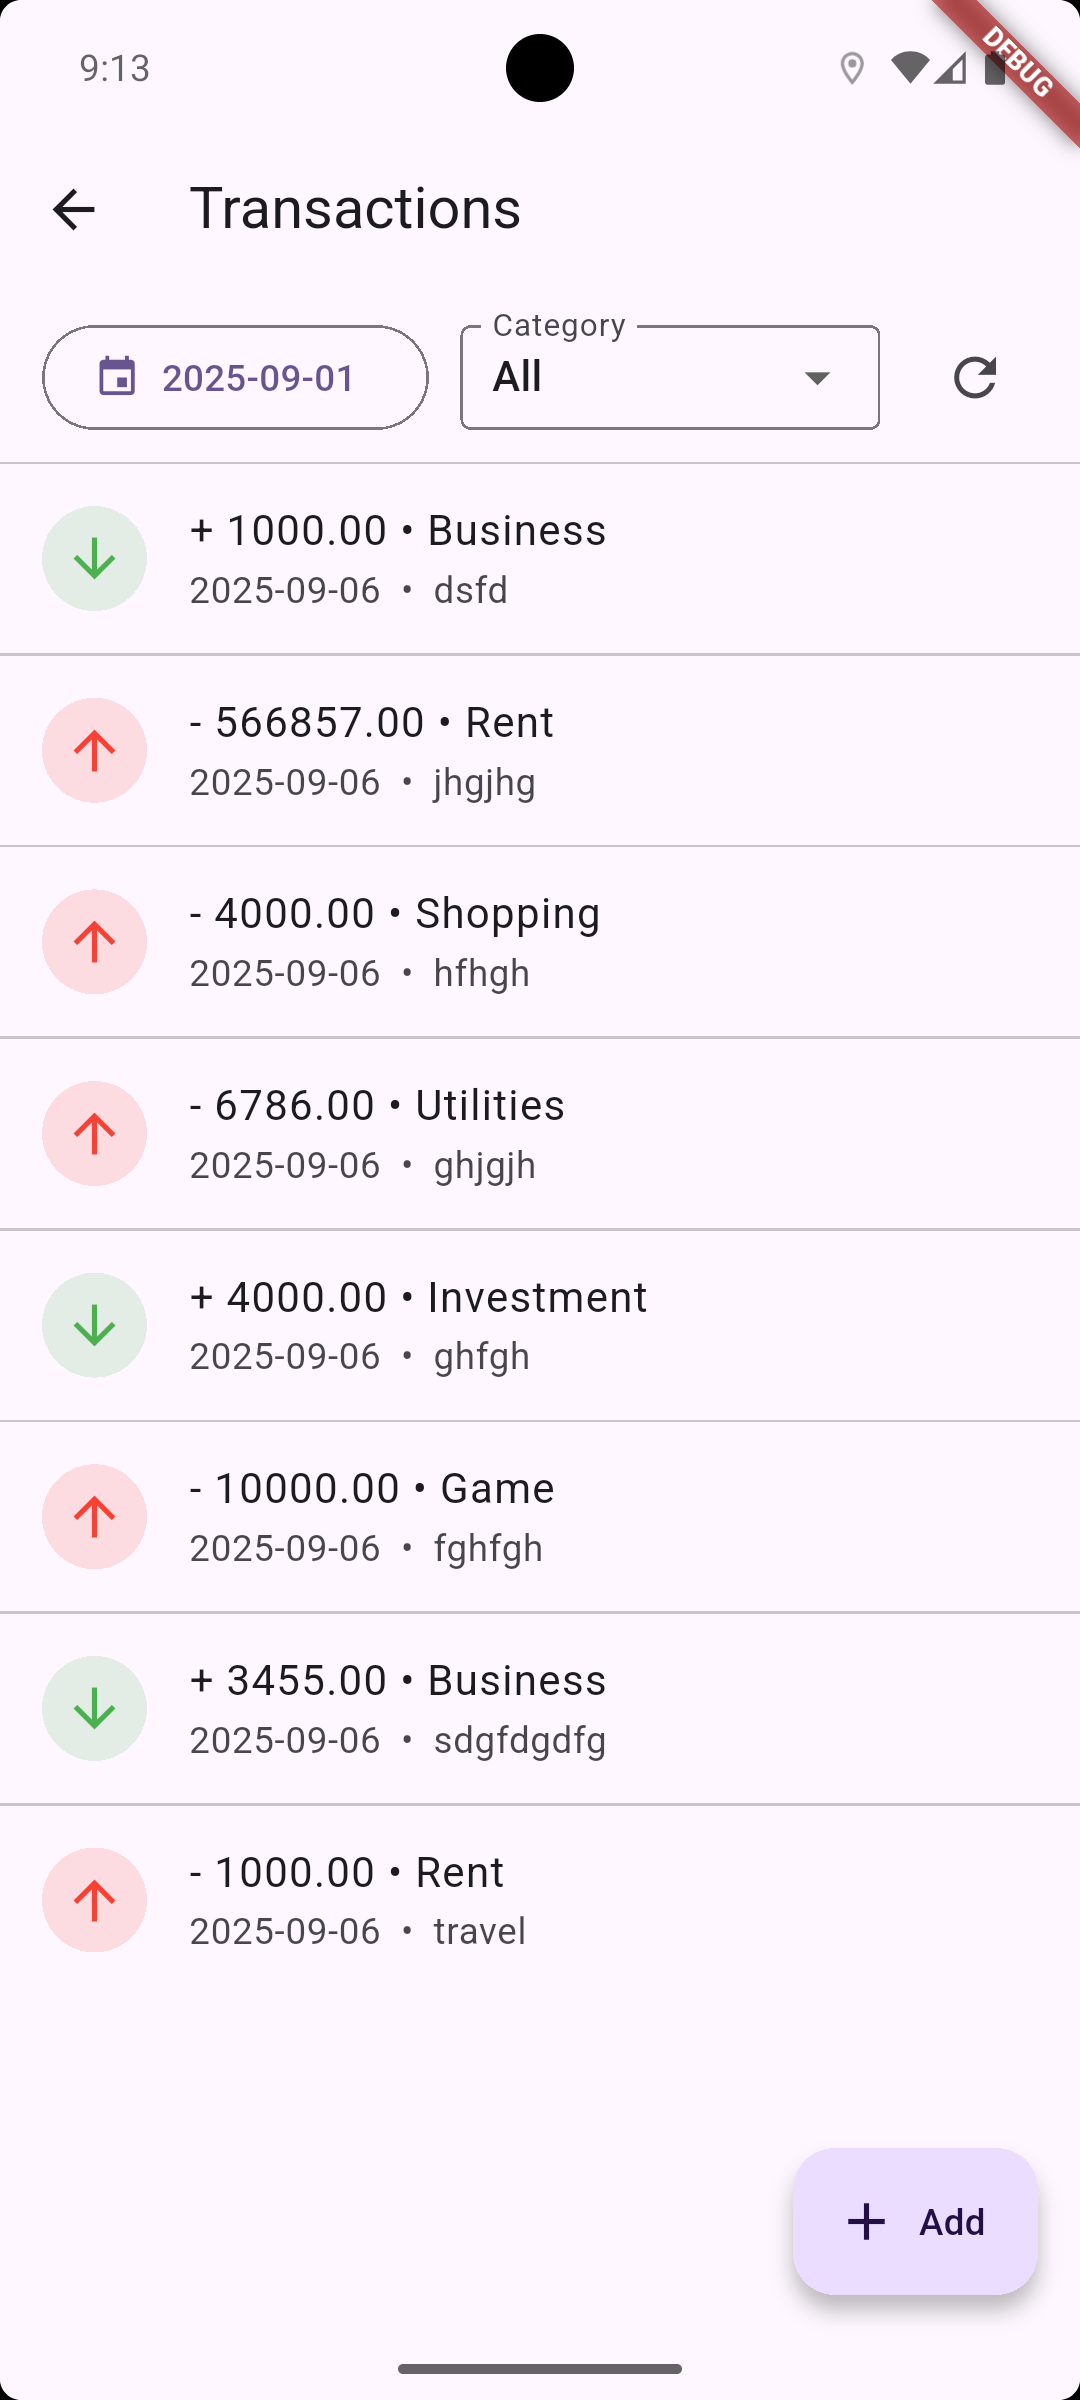 9:13
DEBUG
Transactions
2025-09-01
Category
All
+ 1000.00 • Business
2025-09-06 • dsfd
- 566857.00 • Rent
2025-09-06 • jhgjhg
- 4000.00 • Shopping
2025-09-06 • hfhgh
- 6786.00 • Utilities
2025-09-06 • ghjgjh
+ 4000.00 • Investment
2025-09-06 • ghfgh
- 10000.00 • Game
2025-09-06 • fghfgh
+ 3455.00 • Business
2025-09-06 • sdgfdgdfg
- 1000.00 • Rent
2025-09-06 • travel
Add